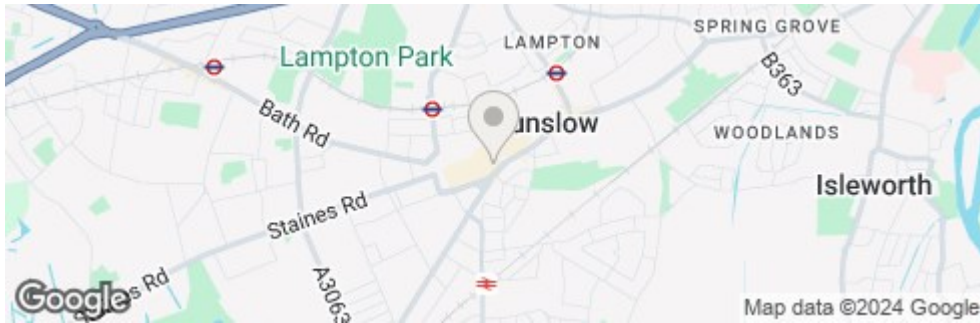 SPRING GROVE
LAMPTON
Lampton Park
B363
Bath Rd
unslow
WOODLANDS
Isleworth
Staines Rd
A3063
Rd
Google
Map data ©2024 Google